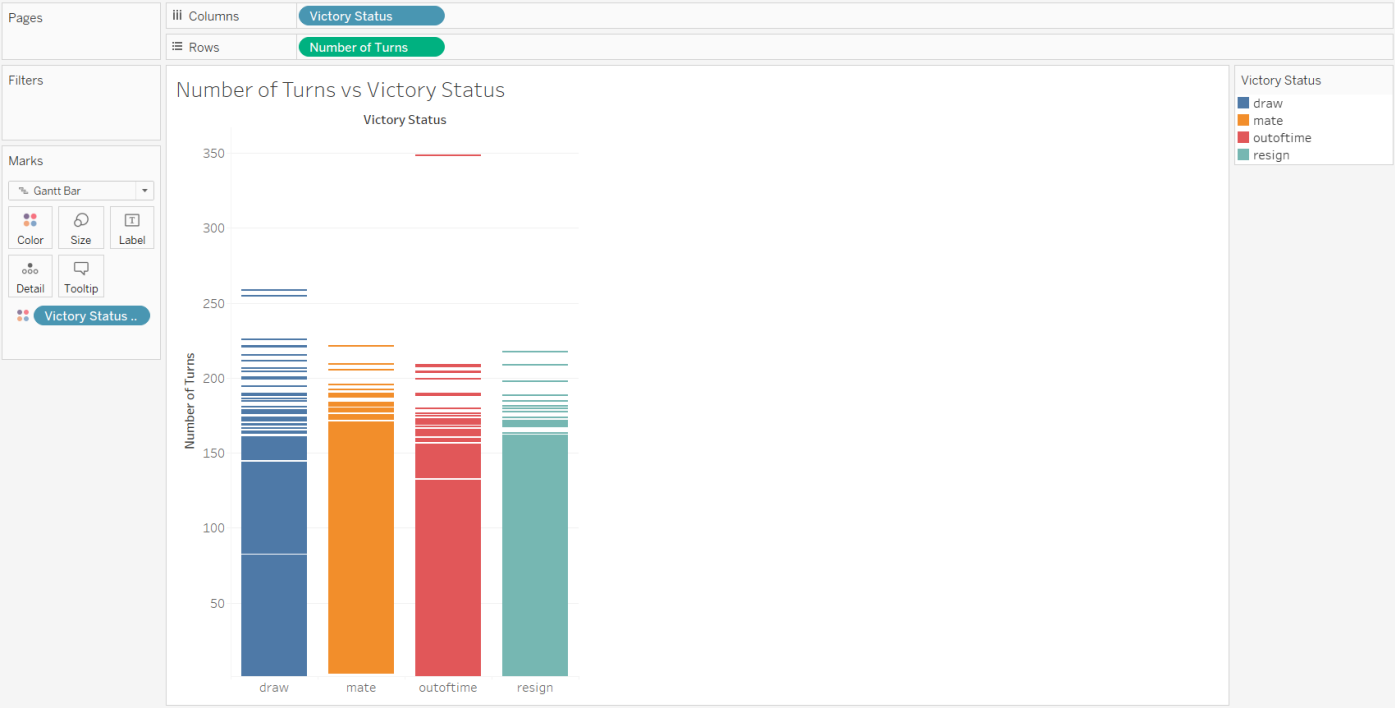 Pages
Columns
Victory Status
Rows
Number of Turns
Filters
Marks
Gantt Bar
Color
Size
Label
Detail
Tooltip
Victory Status ..
Number of Turns vs Victory Status
Victory Status
350
300
250
200
150
100
50
Number of Turns
draw
mate
outoftime
resign
Victory Status
draw
mate
outoftime
resign